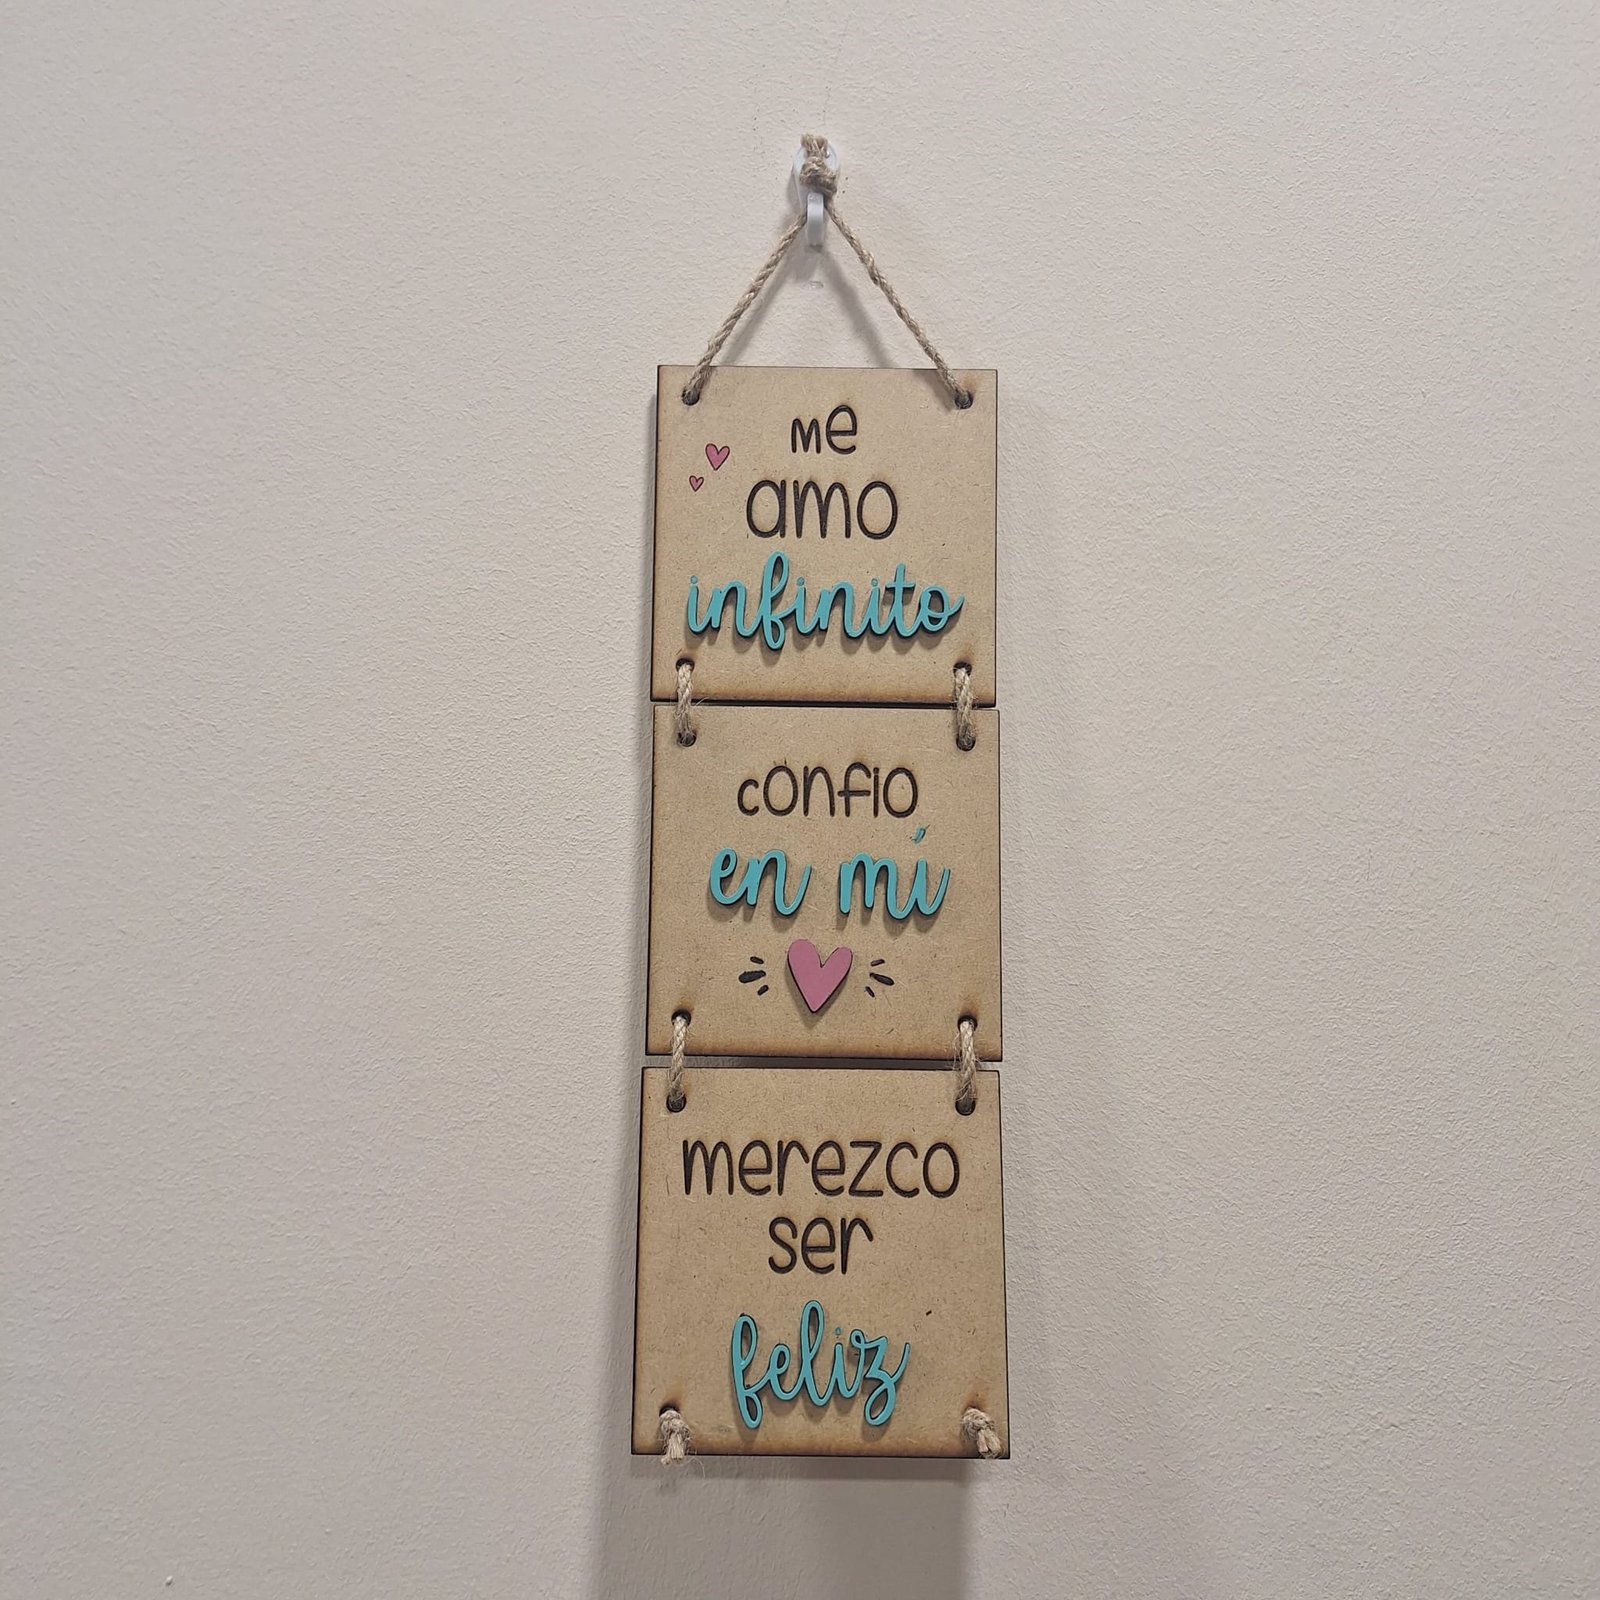 me
amo
infinito
confio
en mí
merezco
ser
feliz